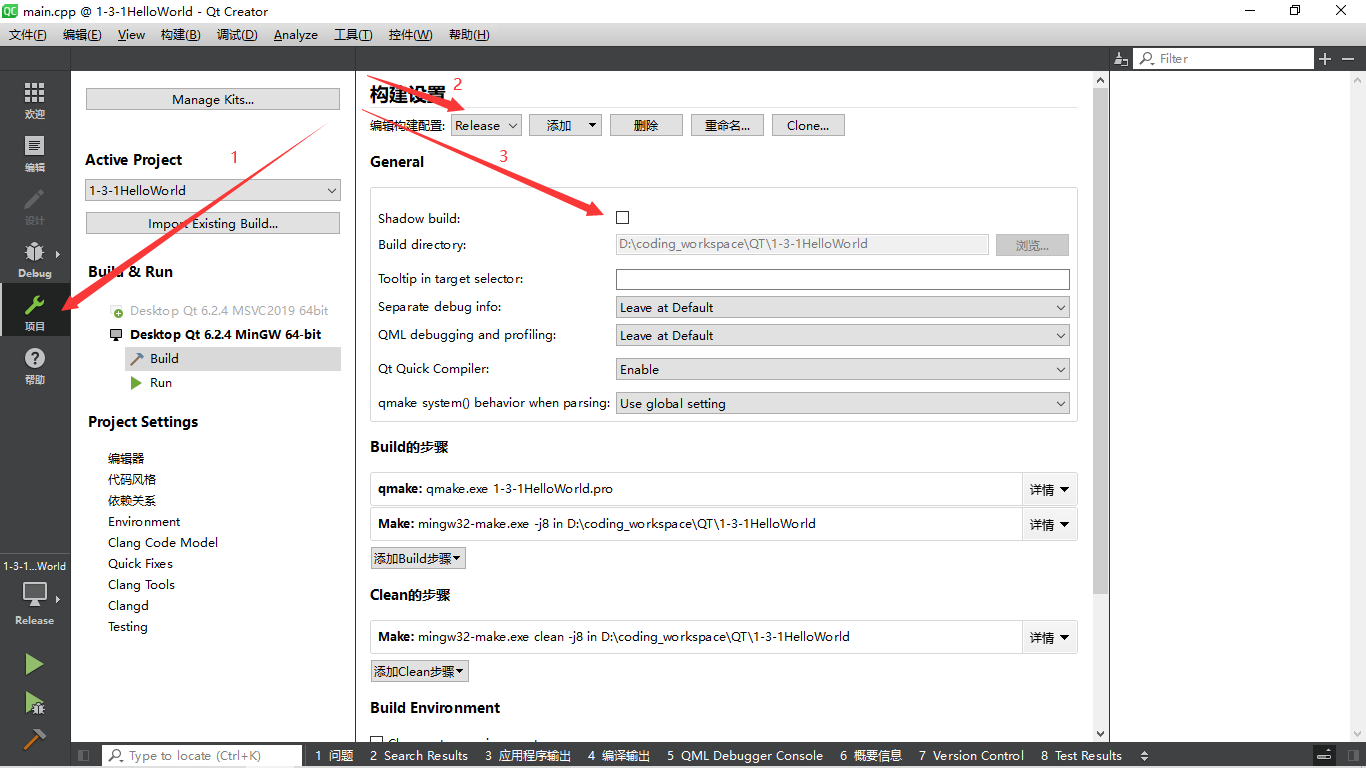 main.cpp @ 1-3-1HelloWorld - Qt Creator
文件(F) 编辑(E) View 构建(B) 调试(D) Analyze 工具(T) 控件(W) 帮助(H)
Filter
欢迎
编辑
设计
Debug
项目
帮助
1-3-1...World
Release
Manage Kits...
Active Project
1
1-3-1HelloWorld
Import Existing Build...
Build & Run
Desktop Qt 6.2.4 MSVC2019 64bit
Desktop Qt 6.2.4 MinGW 64-bit
Build
Run
Project Settings
编辑器
代码风格
依赖关系
Environment
Clang Code Model
Quick Fixes
Clang Tools
Clangd
Testing
构建设置
2
编辑构建配置: Release 添加 删除 重命名... Clone...
3
General
Shadow build:
Build directory: D:\coding_workspace\QT\1-3-1HelloWorld 浏览...
Tooltip in target selector:
Separate debug info: Leave at Default
QML debugging and profiling: Leave at Default
Qt Quick Compiler: Enable
qmake system() behavior when parsing: Use global setting
Build的步骤
qmake: qmake.exe 1-3-1HelloWorld.pro 详情
Make: mingw32-make.exe -j8 in D:\coding_workspace\QT\1-3-1HelloWorld 详情
添加Build步骤
Clean的步骤
Make: mingw32-make.exe clean -j8 in D:\coding_workspace\QT\1-3-1HelloWorld 详情
添加Clean步骤
Build Environment
Type to locate (Ctrl+K) 1 问题 2 Search Results 3 应用程序输出 4 编译输出 5 QML Debugger Console 6 概要信息 7 Version Control 8 Test Results